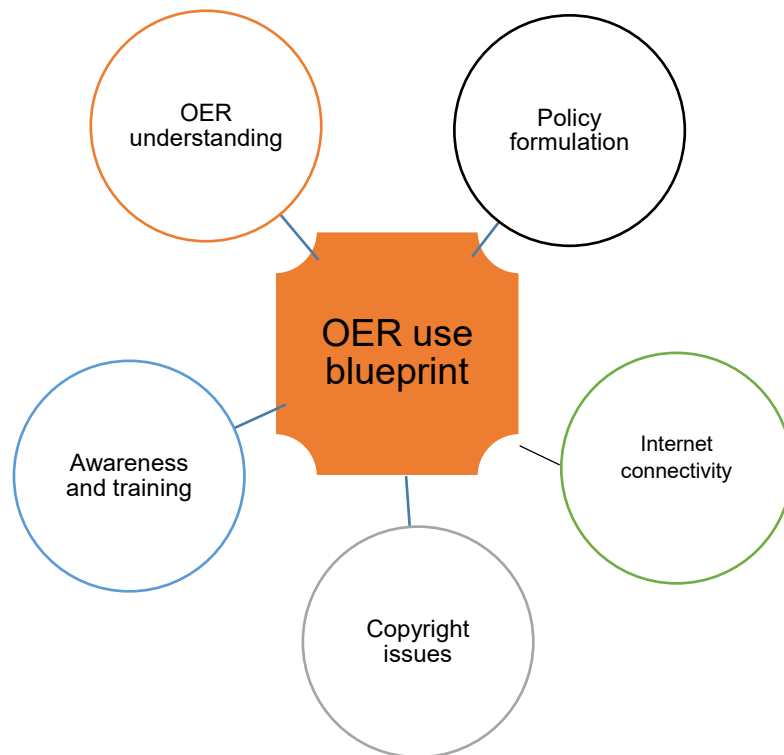 OER
understanding
Policy
formulation
OER use
blueprint
Awareness
and training
Internet
connectivity
Copyright
issues